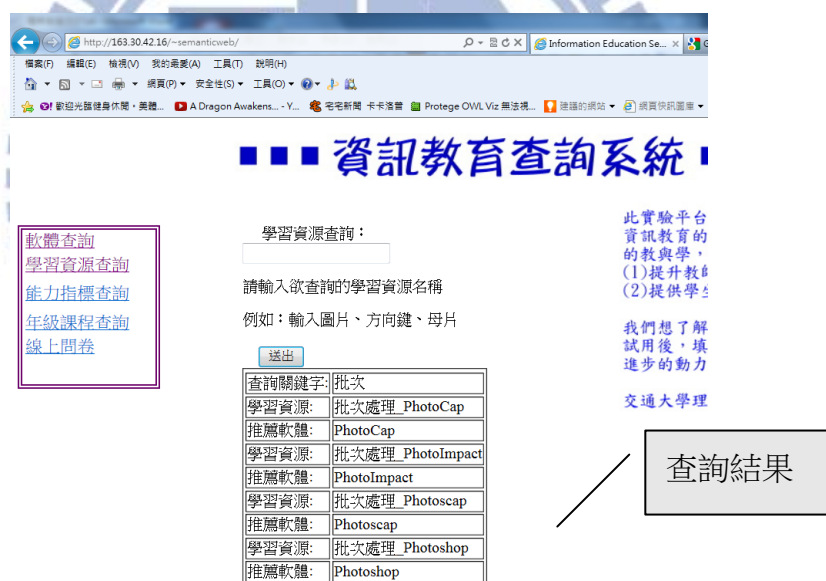 http://163.30.42.16/~semanticweb/
Information Education Se...
檔案(F) 編輯(E) 檢視(V) 我的最愛(A) 工具(T) 說明(H)
網頁(P) 安全性(S) 工具(O)
歡迎光臨健身休閒‧美體... A Dragon Awakens... - Y... 宅宅新聞 卡卡洛普 Protege OWL Viz 無法視... 建議的網站 網頁快訊圖庫
■■■ 資訊教育查詢系統
軟體查詢
學習資源查詢
能力指標查詢
年級課程查詢
線上問卷
學習資源查詢：
請輸入欲查詢的學習資源名稱
例如：輸入圖片、方向鍵、母片
送出
查詢關鍵字: 批次
學習資源: 批次處理_PhotoCap
推薦軟體: PhotoCap
學習資源: 批次處理_PhotoImpact
推薦軟體: PhotoImpact
學習資源: 批次處理_Photoscap
推薦軟體: Photoscap
學習資源: 批次處理_Photoshop
推薦軟體: Photoshop
此實驗平台
資訊教育的
的教與學，
(1)提升教
(2)提供學
我們想了解
試用後，填
進步的動力
交通大學理
查詢結果